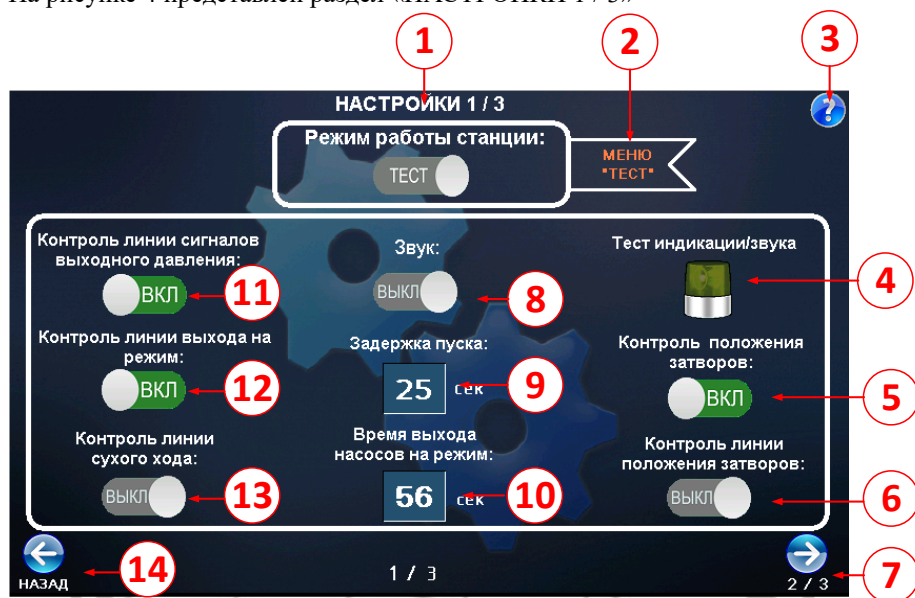 На рисунке 4 представлен раздел «НАСТРОЙКИ 1 / 3»
1
2
3
НАСТРОЙКИ 1 / 3
?
Режим работы станции:
ТЕСТ
МЕНЮ
"ТЕСТ"
Контроль линии сигналов
выходного давления:
ВКЛ
11
Звук:
ВЫКЛ
8
Тест индикации/звука
4
Контроль линии выхода на
режим:
ВКЛ
12
Задержка пуска:
25 сек
9
Контроль положения
затворов:
ВКЛ
5
Контроль линии
сухого хода:
ВЫКЛ
13
Время выхода
насосов на режим:
56 сек
10
Контроль линии
положения затворов:
ВЫКЛ
6
НАЗАД
14
1 / 3
2 / 3
7